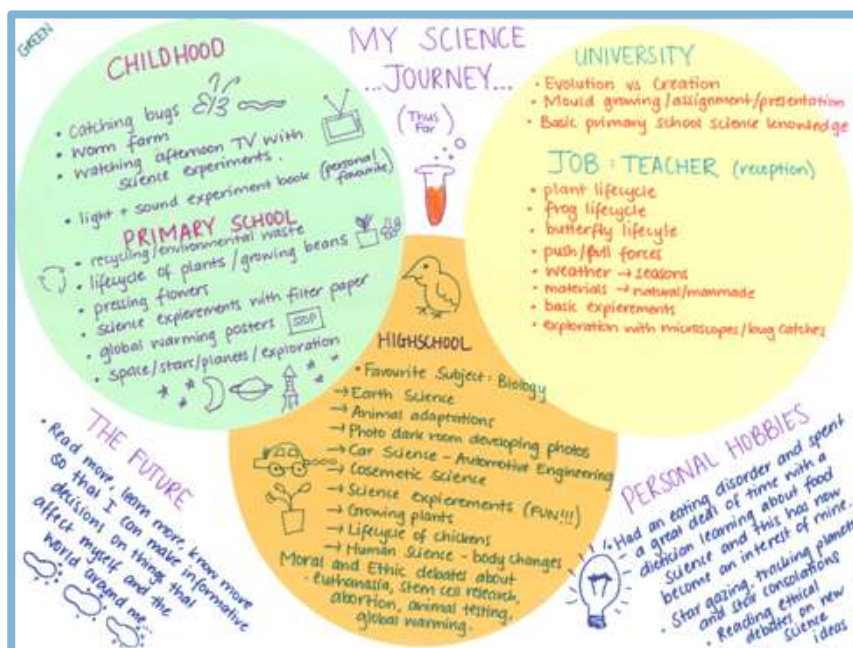 GREEN
MY SCIENCE
...JOURNEY...
(Thus
Far)
CHILDHOOD
• catching bugs
• worm farm
• watching afternoon TV with
science experiments.
• light + sound experiment book (personal
favourite)
PRIMARY SCHOOL
• recycling/environmental waste
• lifecycle of plants/growing beans
• pressing flowers
• science expierements with filter paper
• global warming posters
STOP
• space/stars/planets/exploration
UNIVERSITY
• Evolution vs Creation
• Mould growing/assignment/presentation
• Basic primary school science knowledge
JOB: TEACHER (reception)
• plant lifecycle
• frog lifecycle
• butterfly lifecyle
• push/pull forces
• weather → seasons
• materials → natural/manmade
• basic expierements
• exploration with microscopes/bug catches
HIGHSCHOOL
• Favourite Subject: Biology
→ Earth Science
→ Animal adaptations
→ Photo dark room developing photos
→ Car Science - Automotive Engineering
→ Cosemetic science
→ Science expierements (FUN!!!)
→ Growing plants
→ Lifecycle of chickens
→ Human Science - body changes
Moral and Ethic debates about
- euthanasia, stem cell research,
abortion, animal testing,
global warming.
THE FUTURE
• Read more, learn more, know more
so that I can make informative
decisions on things that
affect myself and the
world around me...
PERSONAL HOBBIES
• Had an eating disorder and spent
a great deal of time with a
dietician learning about food
science and this has now
become an interest of mine.
• Star gazing, tracking planets
and star consolations
• Reading ethical
debates on new
science
ideas